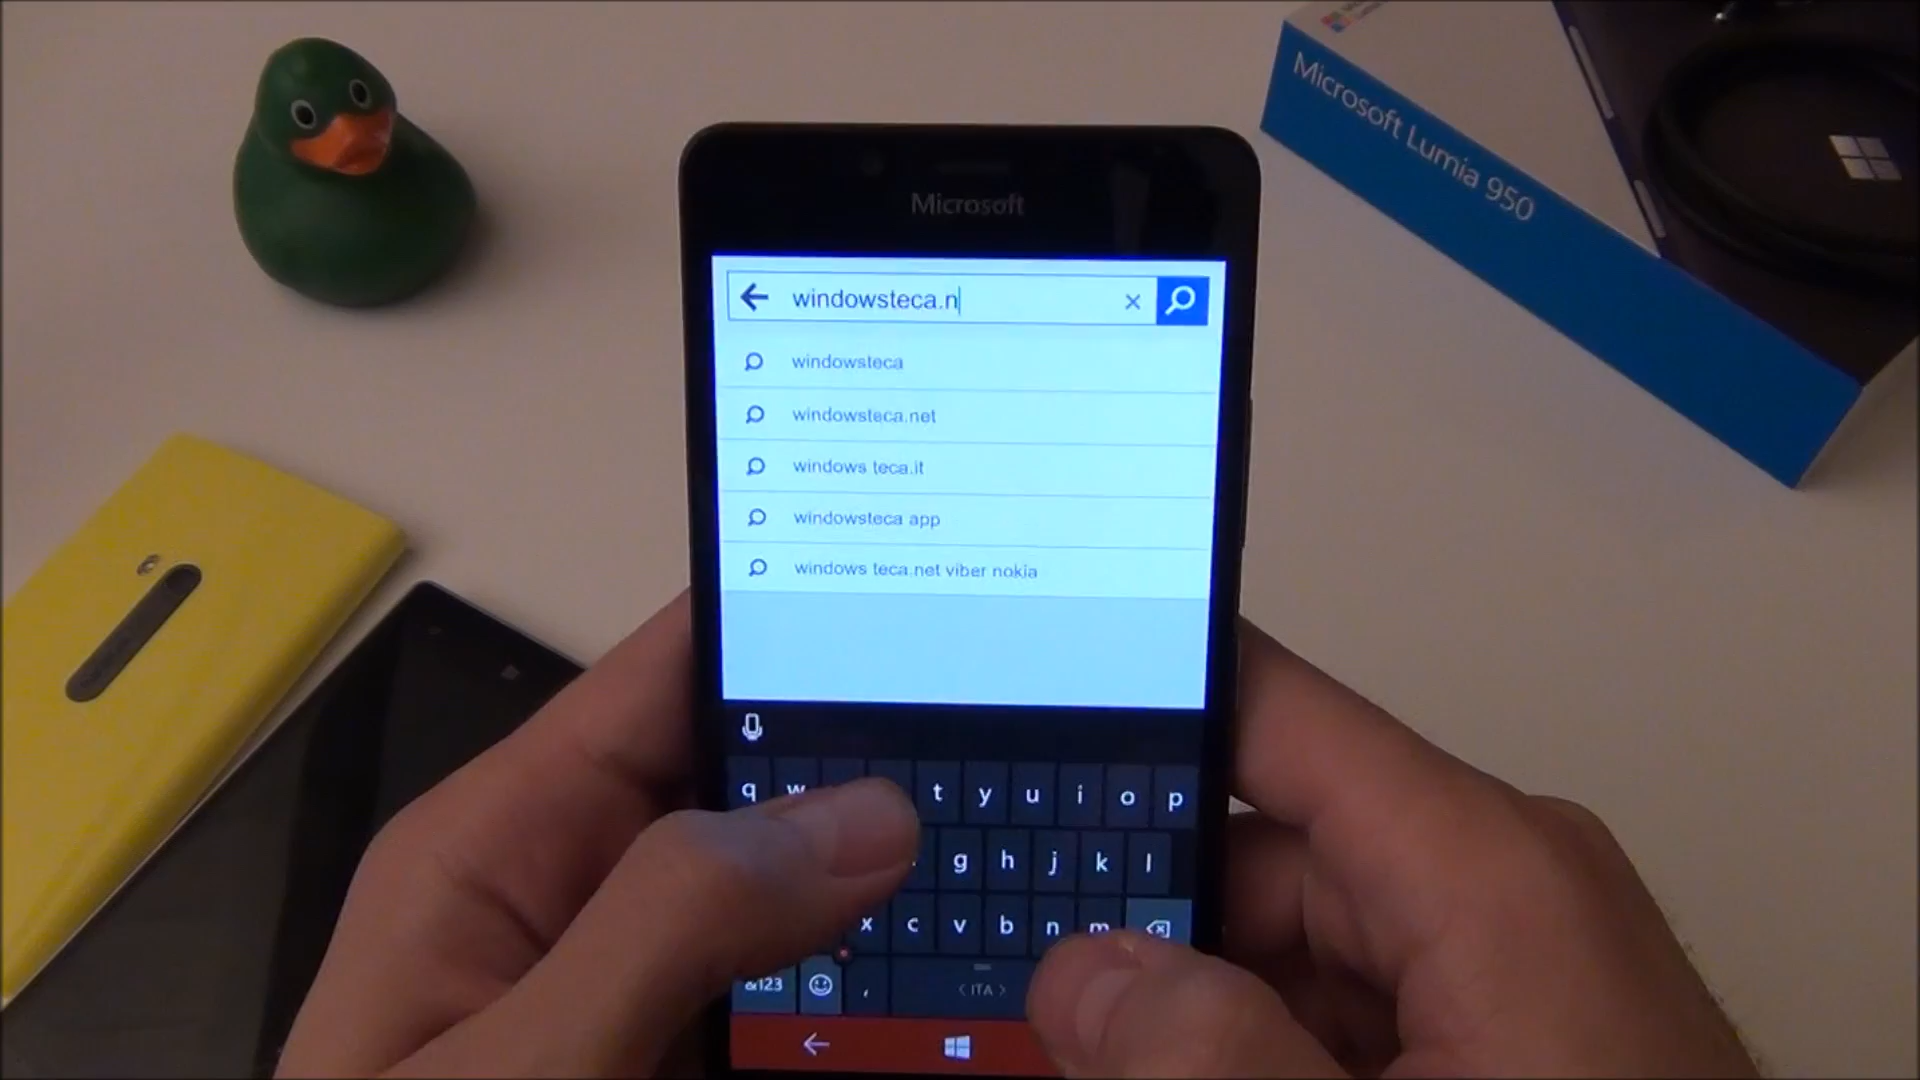 Microsoft Lumia 950
Microsoft
windowsteca.n
windowsteca
windowsteca.net
windows teca.it
windowsteca app
windows teca.net viber nokia
q w t y u i o p
g h j k l
x c v b n m
&123 , < ITA >